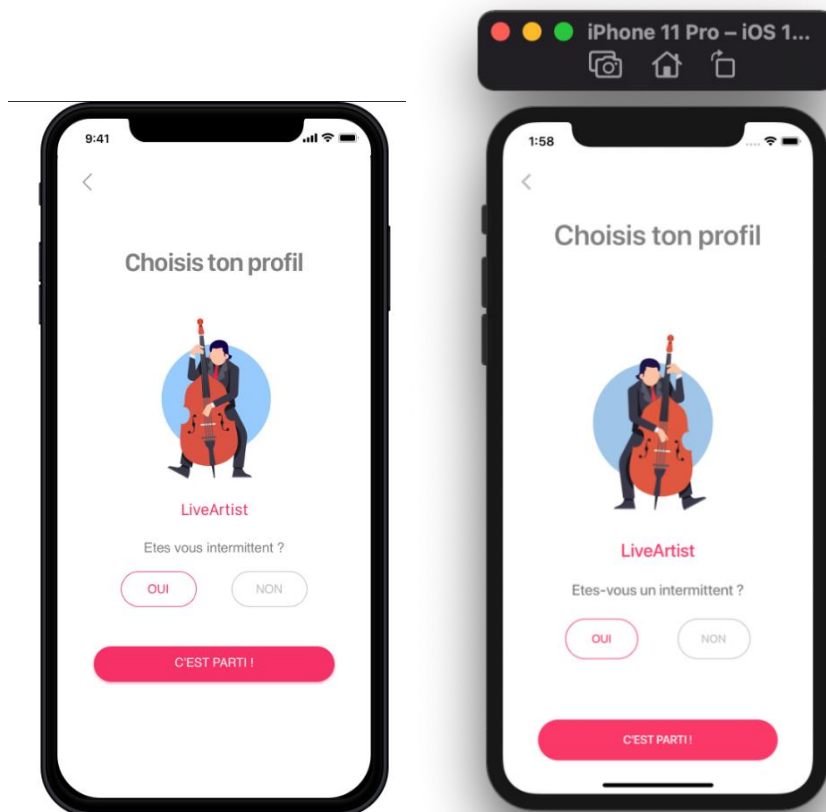 iPhone 11 Pro – iOS 1...
9:41
Choisis ton profil
LiveArtist
Etes vous intermittent ?
OUI
NON
C'EST PARTI !
1:58
Choisis ton profil
LiveArtist
Etes-vous un intermittent ?
OUI
NON
C'EST PARTI !